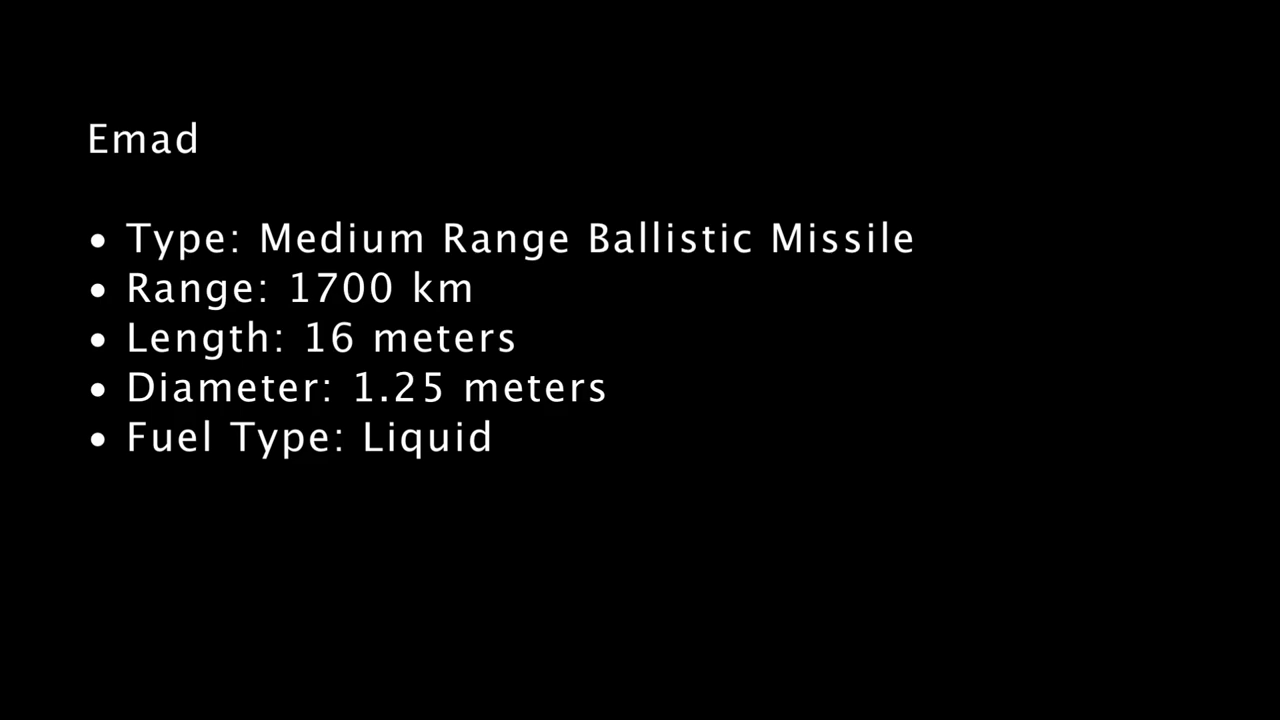 Emad
• Type: Medium Range Ballistic Missile
• Range: 1700 km
• Length: 16 meters
• Diameter: 1.25 meters
• Fuel Type: Liquid